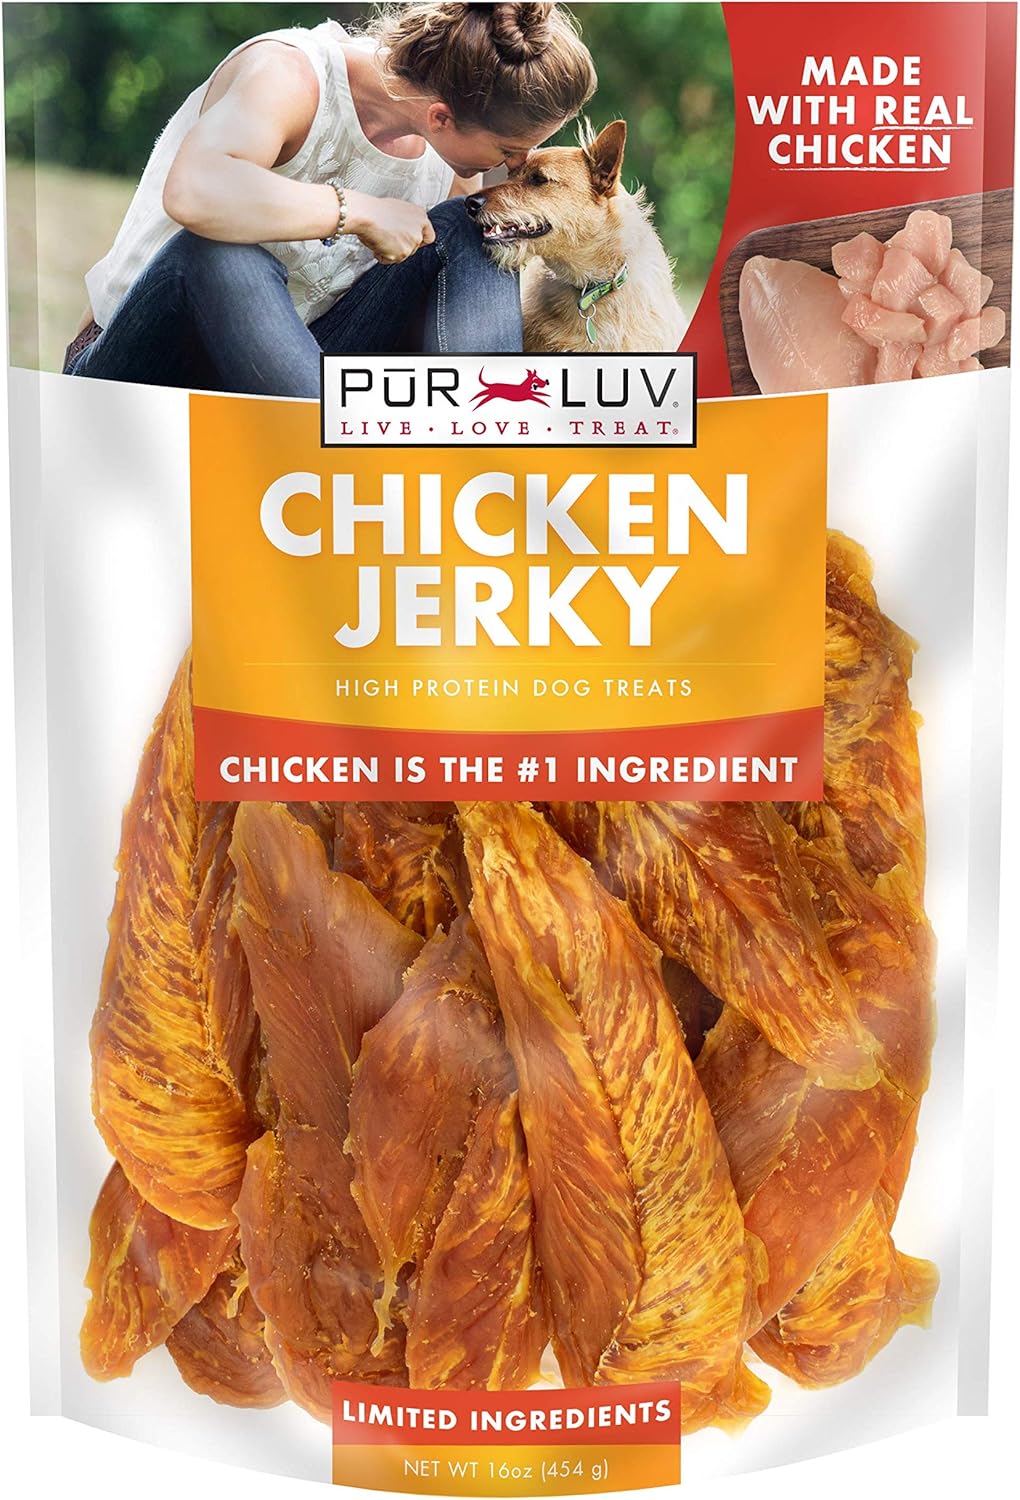 MADE
WITH REAL
CHICKEN
PŪR LUV®
LIVE · LOVE · TREAT®
CHICKEN
JERKY
HIGH PROTEIN DOG TREATS
CHICKEN IS THE #1 INGREDIENT
LIMITED INGREDIENTS
NET WT 16oz (454 g)